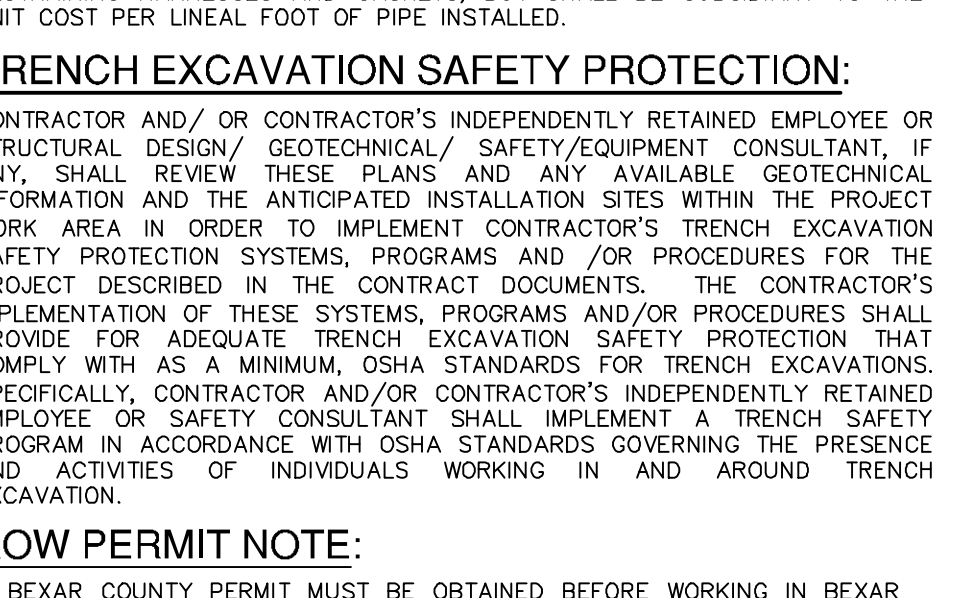 NIT COST PER LINEAL FOOT OF PIPE INSTALLED.
RENCH EXCAVATION SAFETY PROTECTION:
ONTRACTOR AND/ OR CONTRACTOR'S INDEPENDENTLY RETAINED EMPLOYEE OR
TRUCTURAL DESIGN/ GEOTECHNICAL/ SAFETY/EQUIPMENT CONSULTANT, IF
NY, SHALL REVIEW THESE PLANS AND ANY AVAILABLE GEOTECHNICAL
FORMATION AND THE ANTICIPATED INSTALLATION SITES WITHIN THE PROJECT
ORK AREA IN ORDER TO IMPLEMENT CONTRACTOR'S TRENCH EXCAVATION
AFETY PROTECTION SYSTEMS, PROGRAMS AND /OR PROCEDURES FOR THE
ROJECT DESCRIBED IN THE CONTRACT DOCUMENTS. THE CONTRACTOR'S
PLEMENTATION OF THESE SYSTEMS, PROGRAMS AND/OR PROCEDURES SHALL
ROVIDE FOR ADEQUATE TRENCH EXCAVATION SAFETY PROTECTION THAT
OMPLY WITH AS A MINIMUM, OSHA STANDARDS FOR TRENCH EXCAVATIONS.
PECIFICALLY, CONTRACTOR AND/OR CONTRACTOR'S INDEPENDENTLY RETAINED
MPLOYEE OR SAFETY CONSULTANT SHALL IMPLEMENT A TRENCH SAFETY
ROGRAM IN ACCORDANCE WITH OSHA STANDARDS GOVERNING THE PRESENCE
ND ACTIVITIES OF INDIVIDUALS WORKING IN AND AROUND TRENCH
XCAVATION.
OW PERMIT NOTE:
BEXAR COUNTY PERMIT MUST BE OBTAINED BEFORE WORKING IN BEXAR